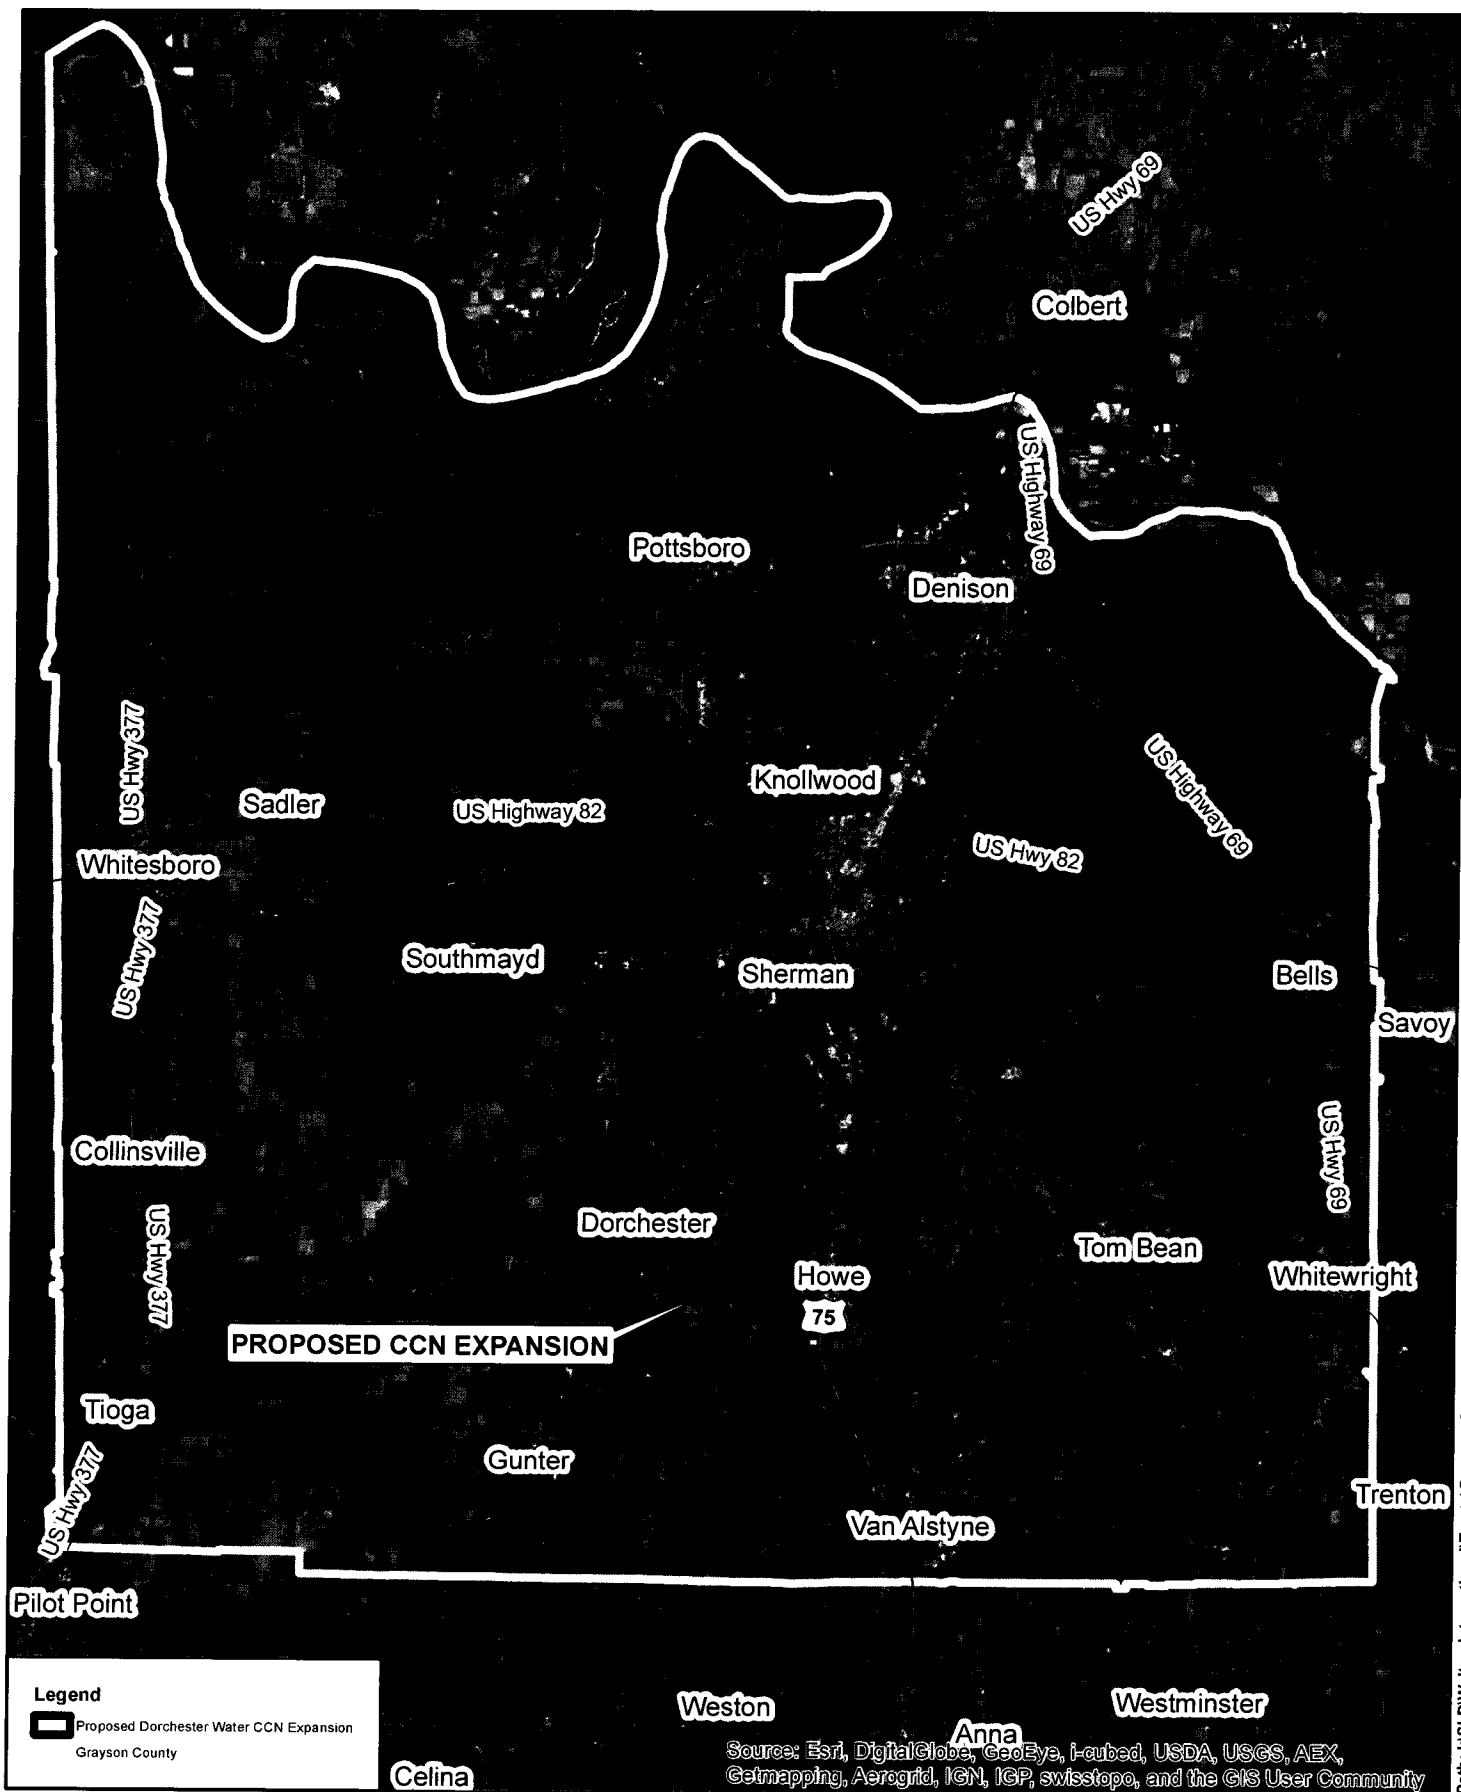 US Hwy 69
Colbert
US Highway 69
Pottsboro
Denison
US Hwy 377
Sadler
US Highway 82
Knollwood
US Highway 69
US Hwy 82
Whitesboro
US Hwy 377
Southmayd
Sherman
Bells
Savoy
US Hwy 69
Collinsville
US Hwy 377
Dorchester
Tom Bean
Howe
Whitewright
75
PROPOSED CCN EXPANSION
Tioga
Gunter
US Hwy 377
Trenton
Van Alstyne
Pilot Point
Legend
Proposed Dorchester Water CCN Expansion
Grayson County
Weston
Westminster
Anna
Celina
Source: Esri, DigitalGlobe, GeoEye, i-cubed, USDA, USGS, AEX,
Getmapping, Aerogrid, IGN, IGP, swisstopo, and the GIS User Community